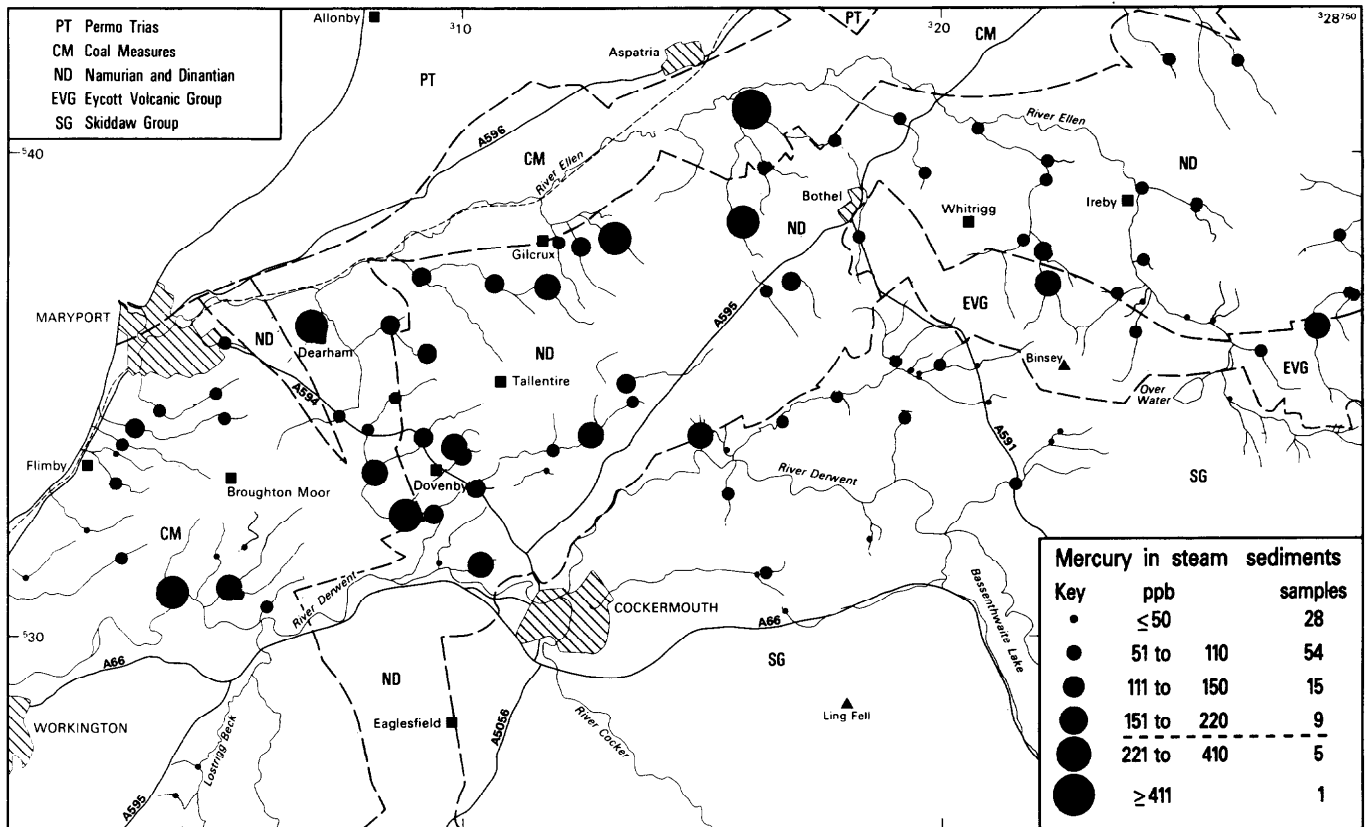 PT Permo Trias
CM Coal Measures
ND Namurian and Dinantian
EVG Eycott Volcanic Group
SG Skiddaw Group
Allonby
³10
PT
³20
³28⁷⁵⁰
CM
Aspatria
PT
A596
River Ellen
⁵40
CM
River Ellen
ND
Bothel
Whitrigg
Ireby
ND
Gilcrux
MARYPORT
ND
Dearham
A595
EVG
Binsey
ND
Tallentire
EVG
Over
Water
A594
A591
Flimby
Broughton Moor
Dovenby
River Derwent
SG
CM
River Derwent
Bassenthwaite Lake
COCKERMOUTH
A66
⁵30
A66
SG
ND
WORKINGTON
Eaglesfield
A5056
River Cocker
Ling Fell
Lostrigg Beck
A595
Mercury in steam sediments
Key ppb samples
≤50 28
51 to 110 54
111 to 150 15
151 to 220 9
221 to 410 5
≥411 1